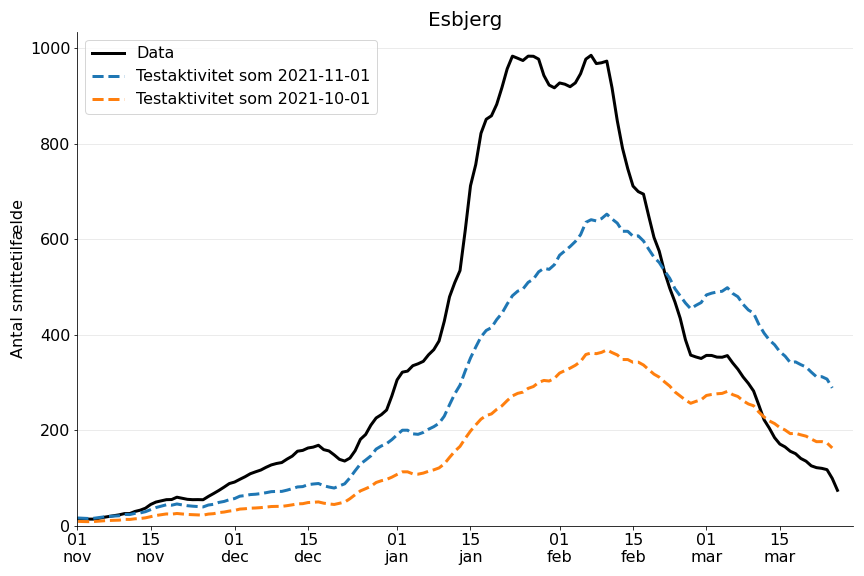 Esbjerg
Data
Testaktivitet som 2021-11-01
Testaktivitet som 2021-10-01
Antal smittetilfælde
1000
800
600
400
200
0
01 15 01 15 01 15 01 15 01 15
nov nov dec dec jan jan feb feb mar mar